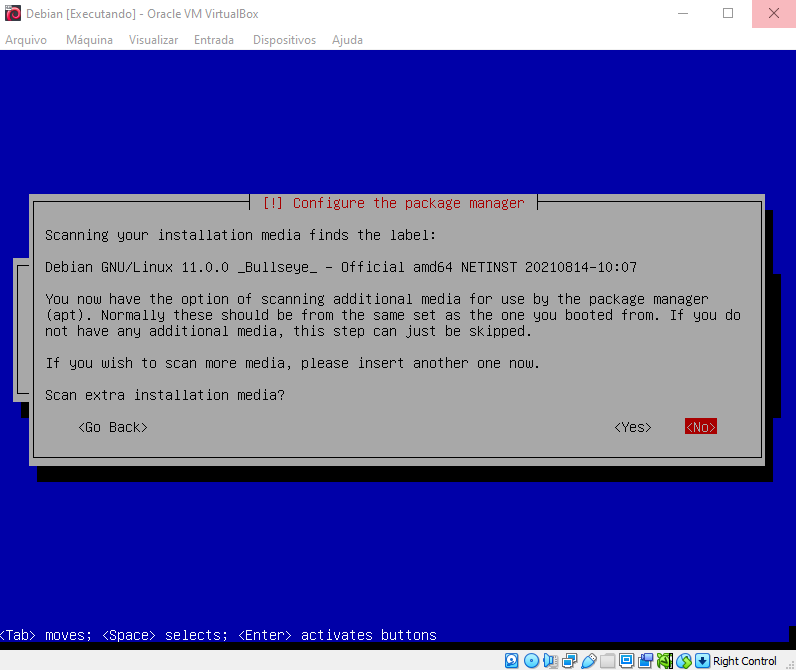 Debian [Executando] - Oracle VM VirtualBox
Arquivo Máquina Visualizar Entrada Dispositivos Ajuda
[!] Configure the package manager
Scanning your installation media finds the label:
Debian GNU/Linux 11.0.0 _Bullseye_ - Official amd64 NETINST 20210814-10:07
You now have the option of scanning additional media for use by the package manager
(apt). Normally these should be from the same set as the one you booted from. If you do
not have any additional media, this step can just be skipped.
If you wish to scan more media, please insert another one now.
Scan extra installation media?
<Go Back> <Yes> <No>
<Tab> moves; <Space> selects; <Enter> activates buttons
Right Control